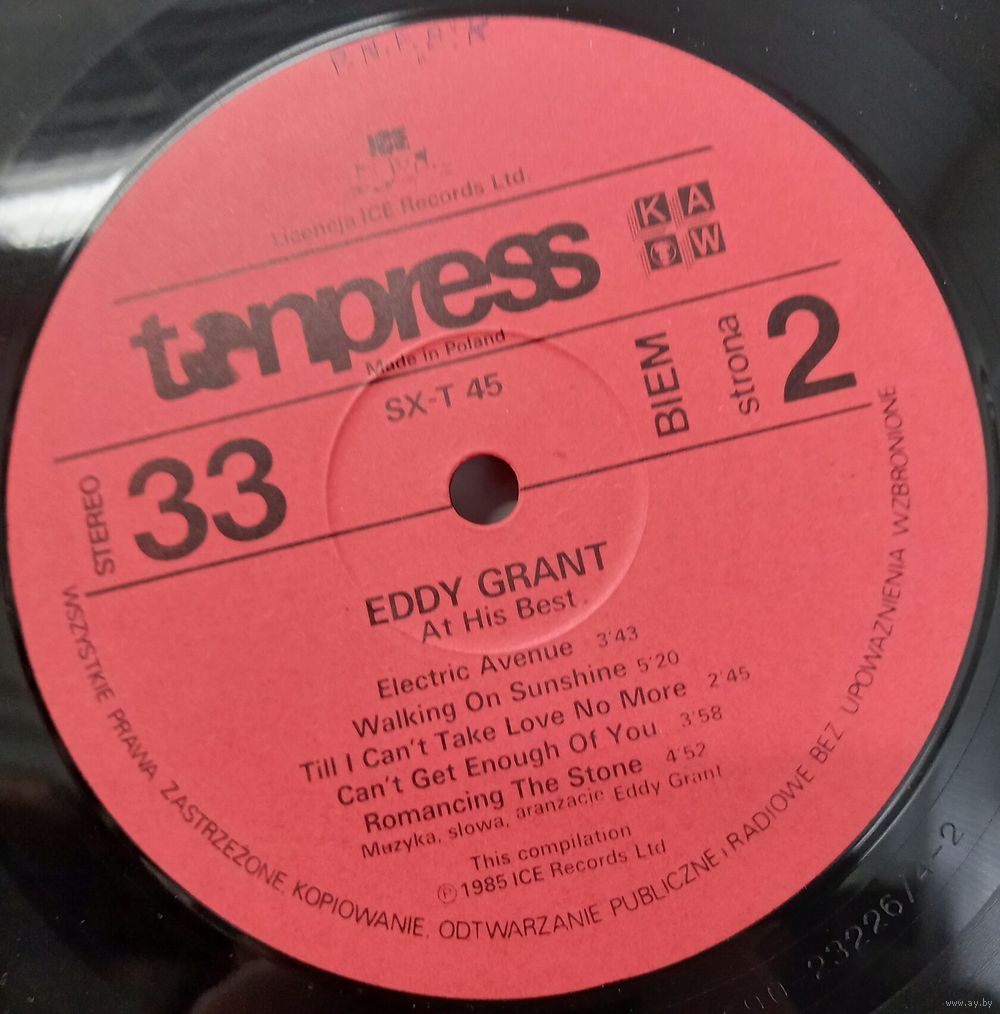 ICE
Licencja ICE Records Ltd.
tonpress
KAW
Made in Poland
SX-T 45
STEREO
33
BIEM
strona
2
EDDY GRANT
At His Best
Electric Avenue 3'43
Walking On Sunshine 5'20
Till I Can't Take Love No More 2'45
Can't Get Enough Of You 3'58
Romancing The Stone 4'52
Muzyka, słowa, aranżacje Eddy Grant
This compilation
℗ 1985 ICE Records Ltd
WSZYSTKIE PRAWA ZASTRZEŻONE. KOPIOWANIE, ODTWARZANIE PUBLICZNE i RADIOWE BEZ UPOWAŻNIENIA WZBRONIONE
www.ay.by